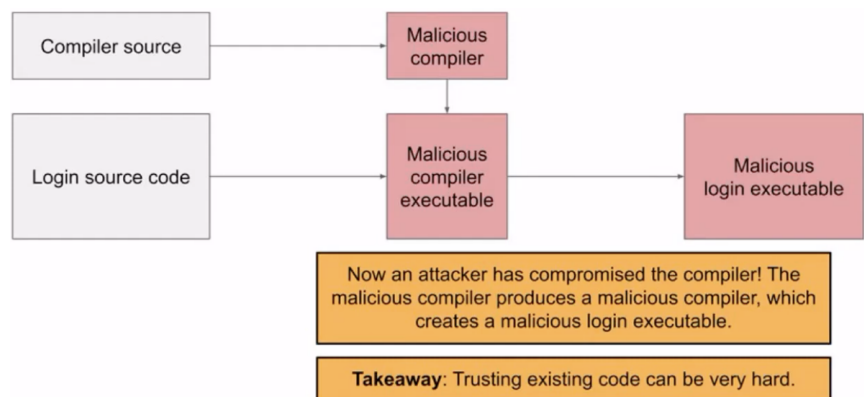 Compiler source
Malicious
compiler
Login source code
Malicious
compiler
executable
Malicious
login executable
Now an attacker has compromised the compiler! The
malicious compiler produces a malicious compiler, which
creates a malicious login executable.
Takeaway: Trusting existing code can be very hard.